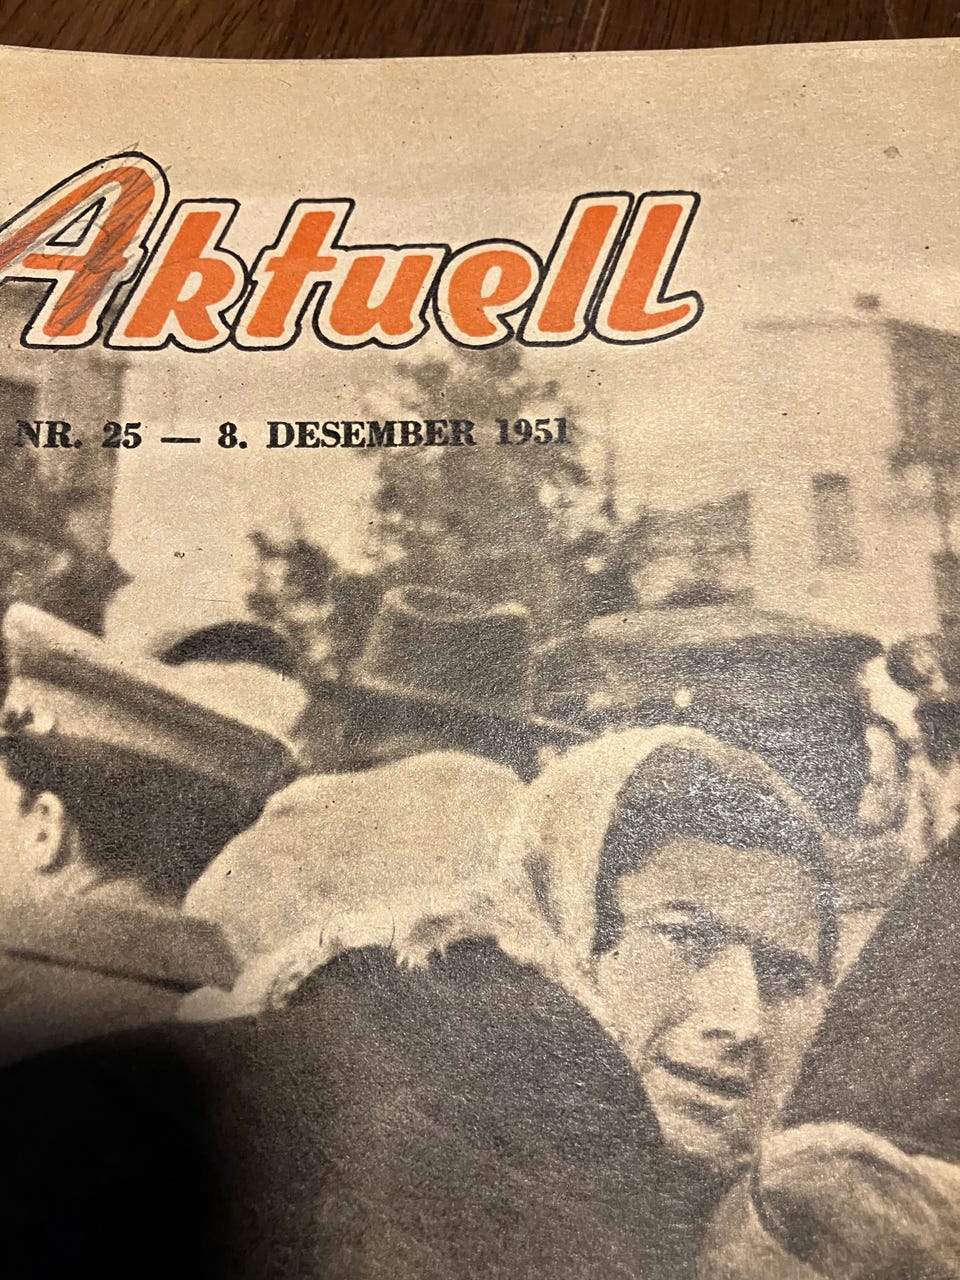 Aktuell
NR. 25 — 8. DESEMBER 1951